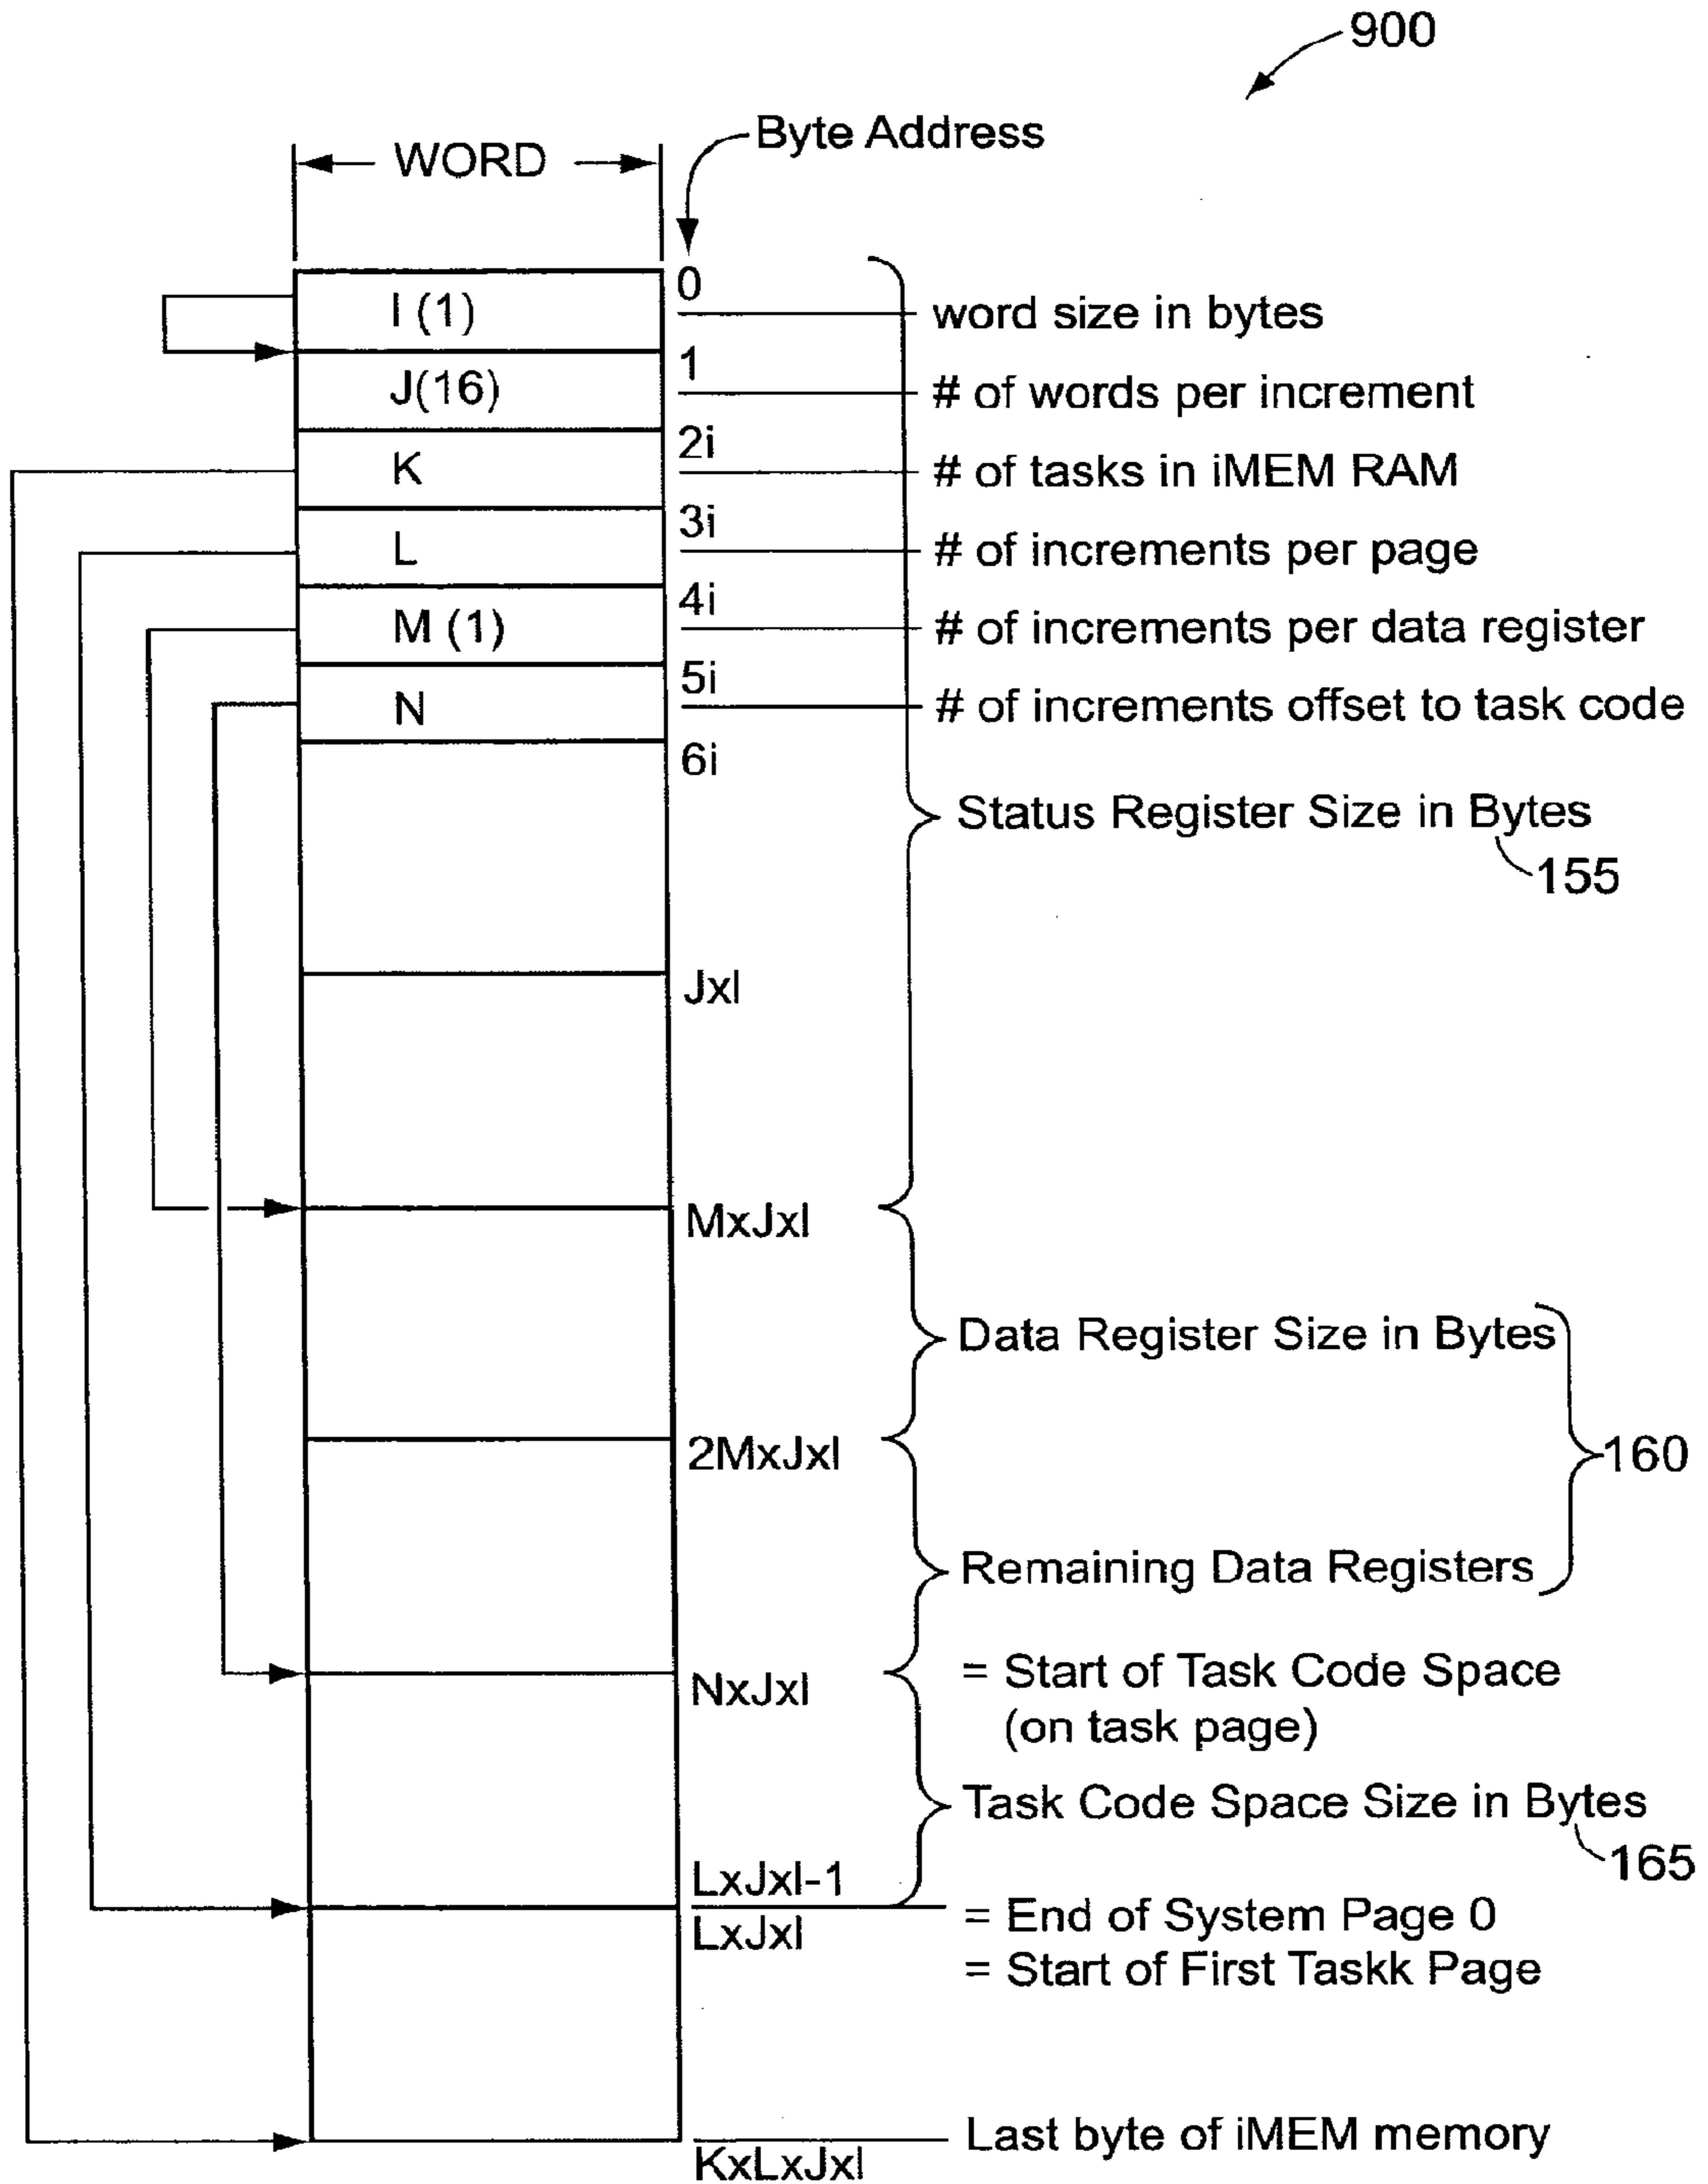 900
Byte Address
WORD
0
I (1)
word size in bytes
1
J(16)
# of words per increment
2i
K
# of tasks in iMEM RAM
3i
L
# of increments per page
4i
M (1)
# of increments per data register
5i
N
# of increments offset to task code
6i
Status Register Size in Bytes
155
JxI
MxJxI
Data Register Size in Bytes
2MxJxI
160
Remaining Data Registers
NxJxI
= Start of Task Code Space
(on task page)
Task Code Space Size in Bytes
165
LxJxI-1
= End of System Page 0
LxJxI
= Start of First Taskk Page
Last byte of iMEM memory
KxLxJxI